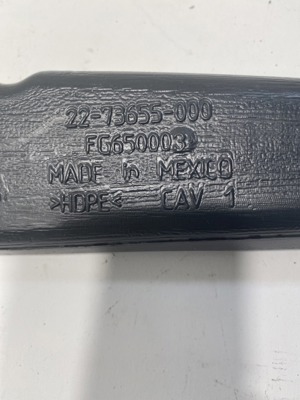 22-73655-000
FG650003
MADE IN MEXICO
>HDPE< CAV 1